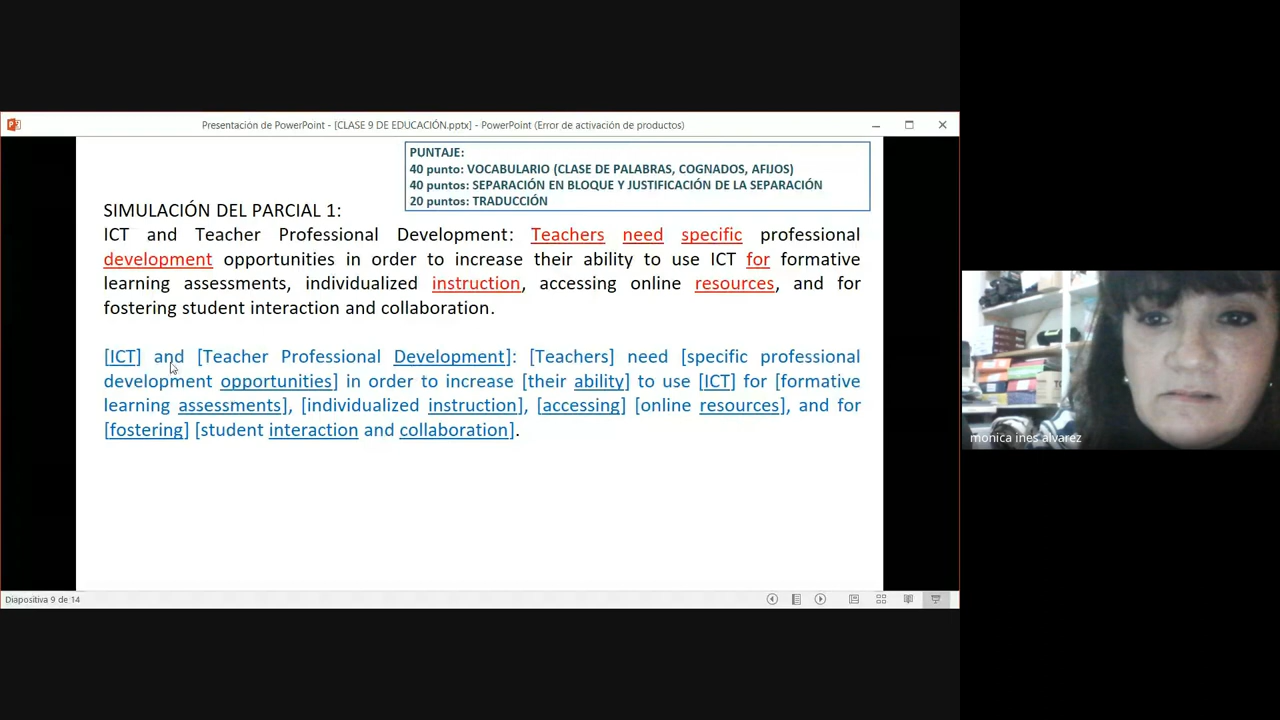 Presentación de PowerPoint - [CLASE 9 DE EDUCACIÓN.pptx] - PowerPoint (Error de activación de productos)
PUNTAJE:
40 punto: VOCABULARIO (CLASE DE PALABRAS, COGNADOS, AFIJOS)
40 puntos: SEPARACIÓN EN BLOQUE Y JUSTIFICACIÓN DE LA SEPARACIÓN
20 puntos: TRADUCCIÓN
SIMULACIÓN DEL PARCIAL 1:
ICT and Teacher Professional Development: Teachers need specific professional
development opportunities in order to increase their ability to use ICT for formative
learning assessments, individualized instruction, accessing online resources, and for
fostering student interaction and collaboration.
[ICT] and [Teacher Professional Development]: [Teachers] need [specific professional
development opportunities] in order to increase [their ability] to use [ICT] for [formative
learning assessments], [individualized instruction], [accessing] [online resources], and for
[fostering] [student interaction and collaboration].
monica ines alvarez
Diapositiva 9 de 14